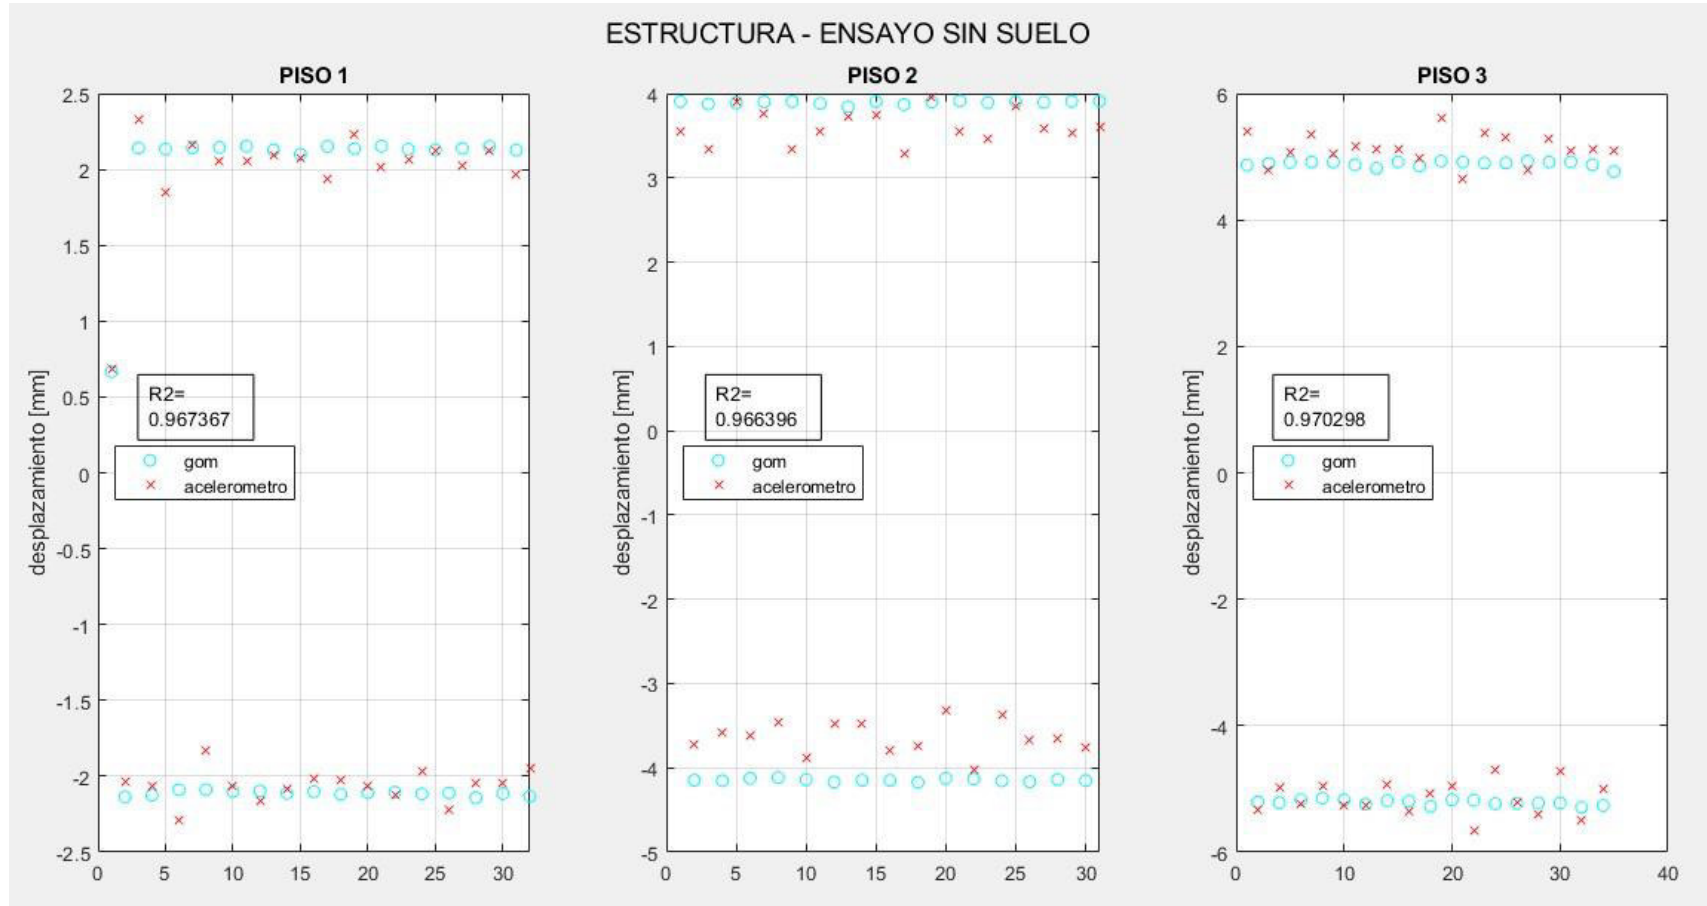 ESTRUCTURA - ENSAYO SIN SUELO
PISO 1
2.5
2
1.5
1
0.5
0
-0.5
-1
-1.5
-2
-2.5
desplazamiento [mm]
R2=
0.967367
gom
acelerometro
0 5 10 15 20 25 30
PISO 2
4
3
2
1
0
-1
-2
-3
-4
-5
desplazamiento [mm]
R2=
0.966396
gom
acelerometro
0 5 10 15 20 25 30
PISO 3
6
4
2
0
-2
-4
-6
desplazamiento [mm]
R2=
0.970298
gom
acelerometro
0 10 20 30 40